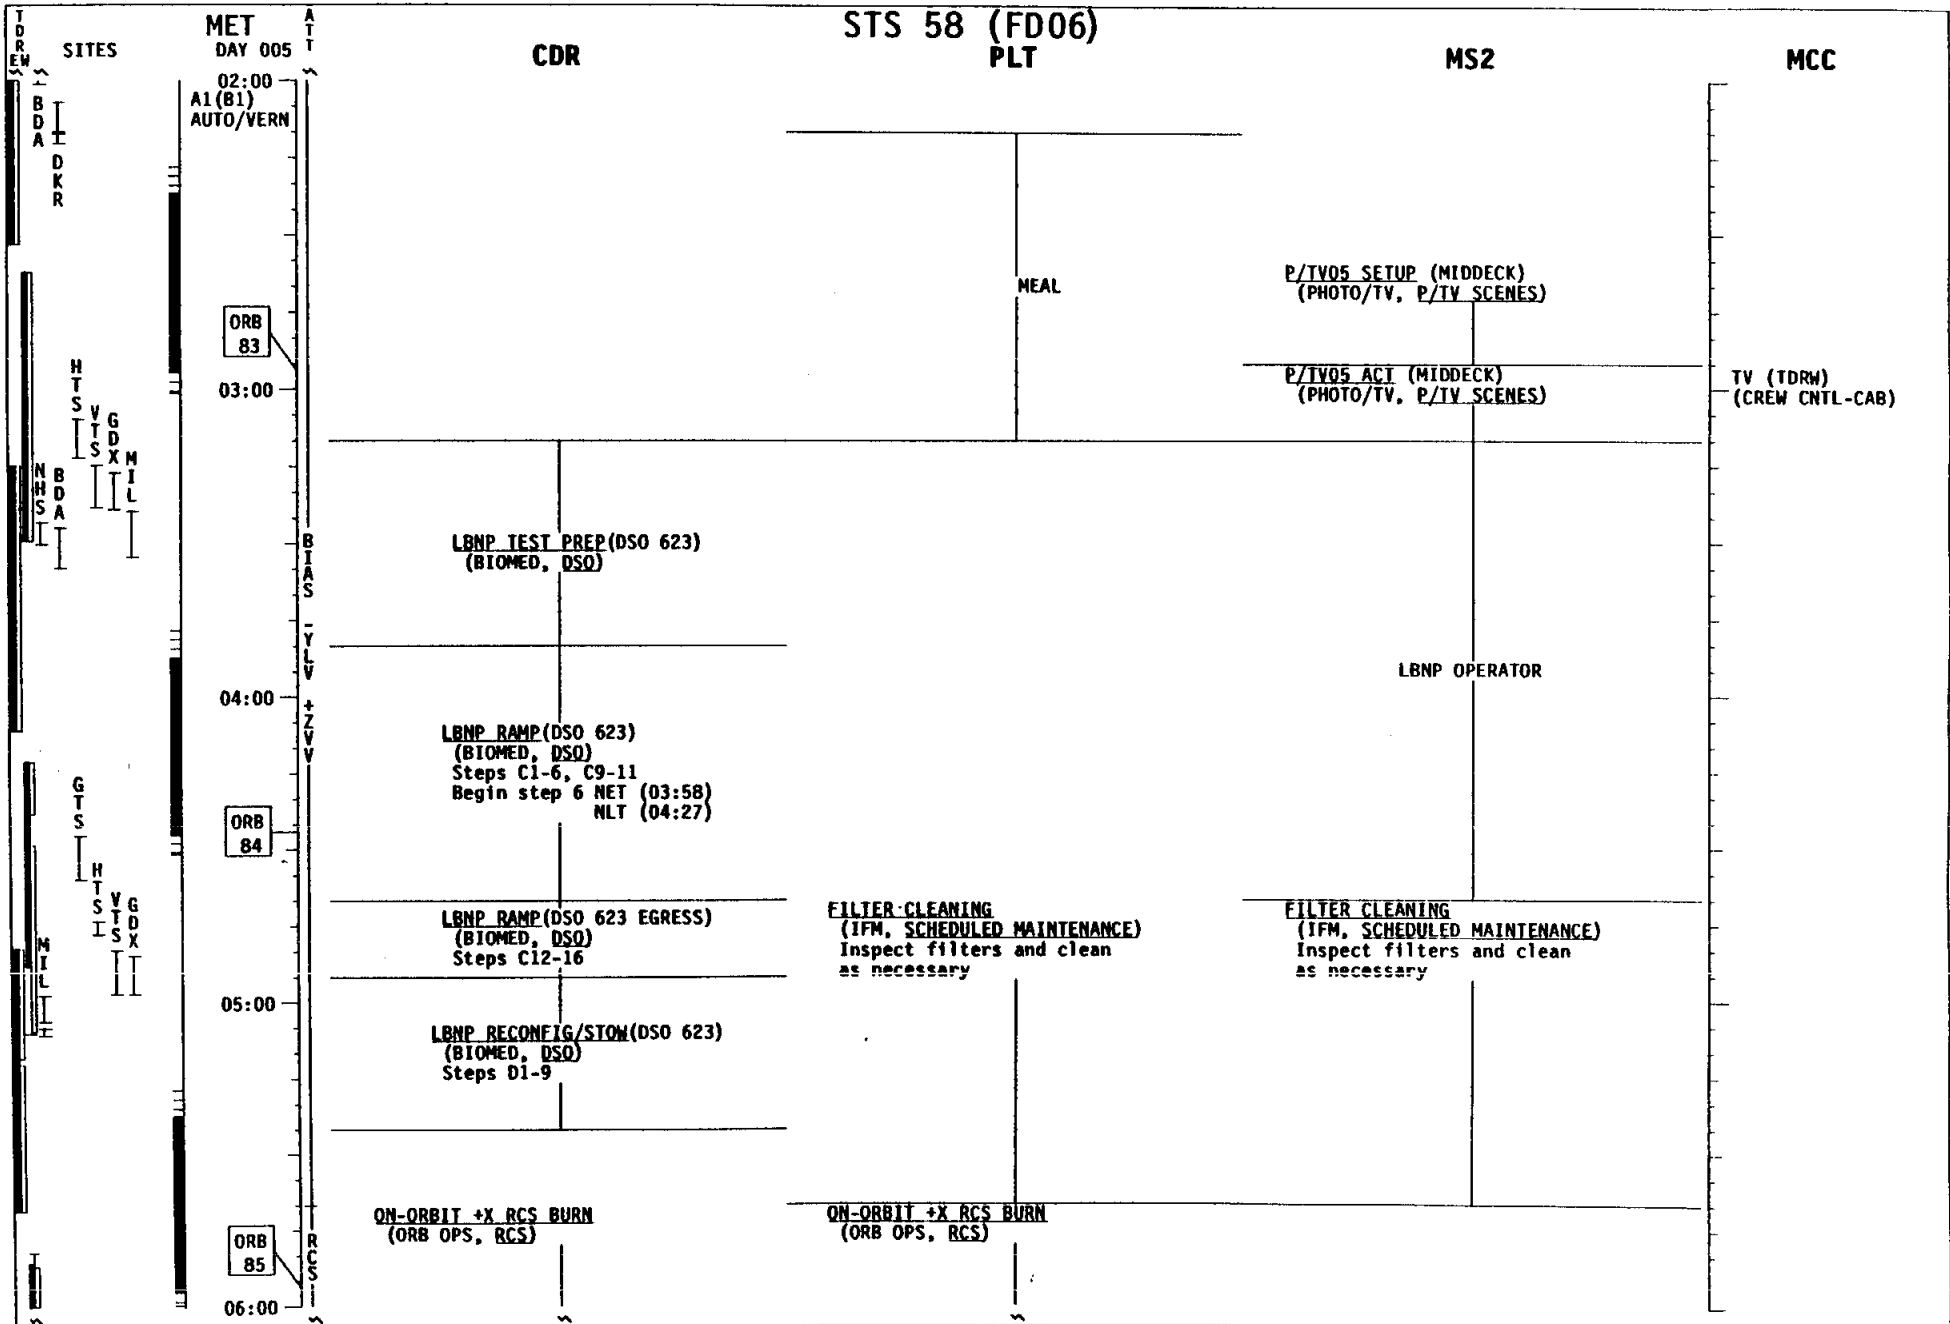 STS 58 (FD06)
TDRE W
SITES
MET
DAY 005
ATT
CDR
PLT
MS2
MCC
02:00
A1(B1)
AUTO/VERN
BDA
DKR
MEAL
P/TV05 SETUP (MIDDECK)
(PHOTO/TV, P/TV SCENES)
ORB
83
03:00
P/TV05 ACT (MIDDECK)
(PHOTO/TV, P/TV SCENES)
TV (TDRW)
(CREW CNTL-CAB)
HTS
VTS
GDX
MIL
NHS
BDA
BIAS -YLV +ZVV
LBNP TEST PREP(DSO 623)
(BIOMED, DSO)
LBNP OPERATOR
04:00
LBNP RAMP(DSO 623)
(BIOMED, DSO)
Steps C1-6, C9-11
Begin step 6 NET (03:58)
NLT (04:27)
GTS
ORB
84
HTS
VTS
GDX
MIL
LBNP RAMP(DSO 623 EGRESS)
(BIOMED, DSO)
Steps C12-16
FILTER CLEANING
(IFM, SCHEDULED MAINTENANCE)
Inspect filters and clean
as necessary
FILTER CLEANING
(IFM, SCHEDULED MAINTENANCE)
Inspect filters and clean
as necessary
05:00
LBNP RECONFIG/STOW(DSO 623)
(BIOMED, DSO)
Steps D1-9
ON-ORBIT +X RCS BURN
(ORB OPS, RCS)
ON-ORBIT +X RCS BURN
(ORB OPS, RCS)
ORB
85
RCS
06:00